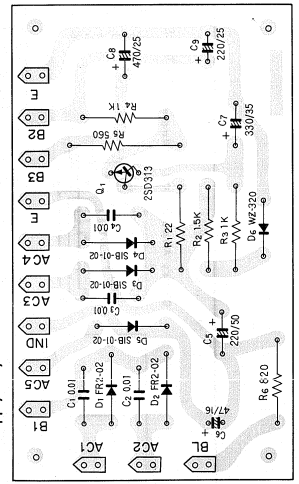 E
B2
B3
E
AC4
AC3
IND
AC5
B1
AC1
AC2
BL
C8
470/25
+
C9
220/25
+
R4 1K
R5 560
C7
330/35
+
Q1
2SD313
C4 0.01
D4
SIB-01-02
D3
SIB-01-02
C3 0.01
D5
SIB-01-02
R1 22
R2 1.5K
R3 1K
D6 WZ-320
C1 0.01
D1 FR2-02
C2 0.01
D2 FR2-02
C5
220/50
+
47/16
+
C6
R6 820